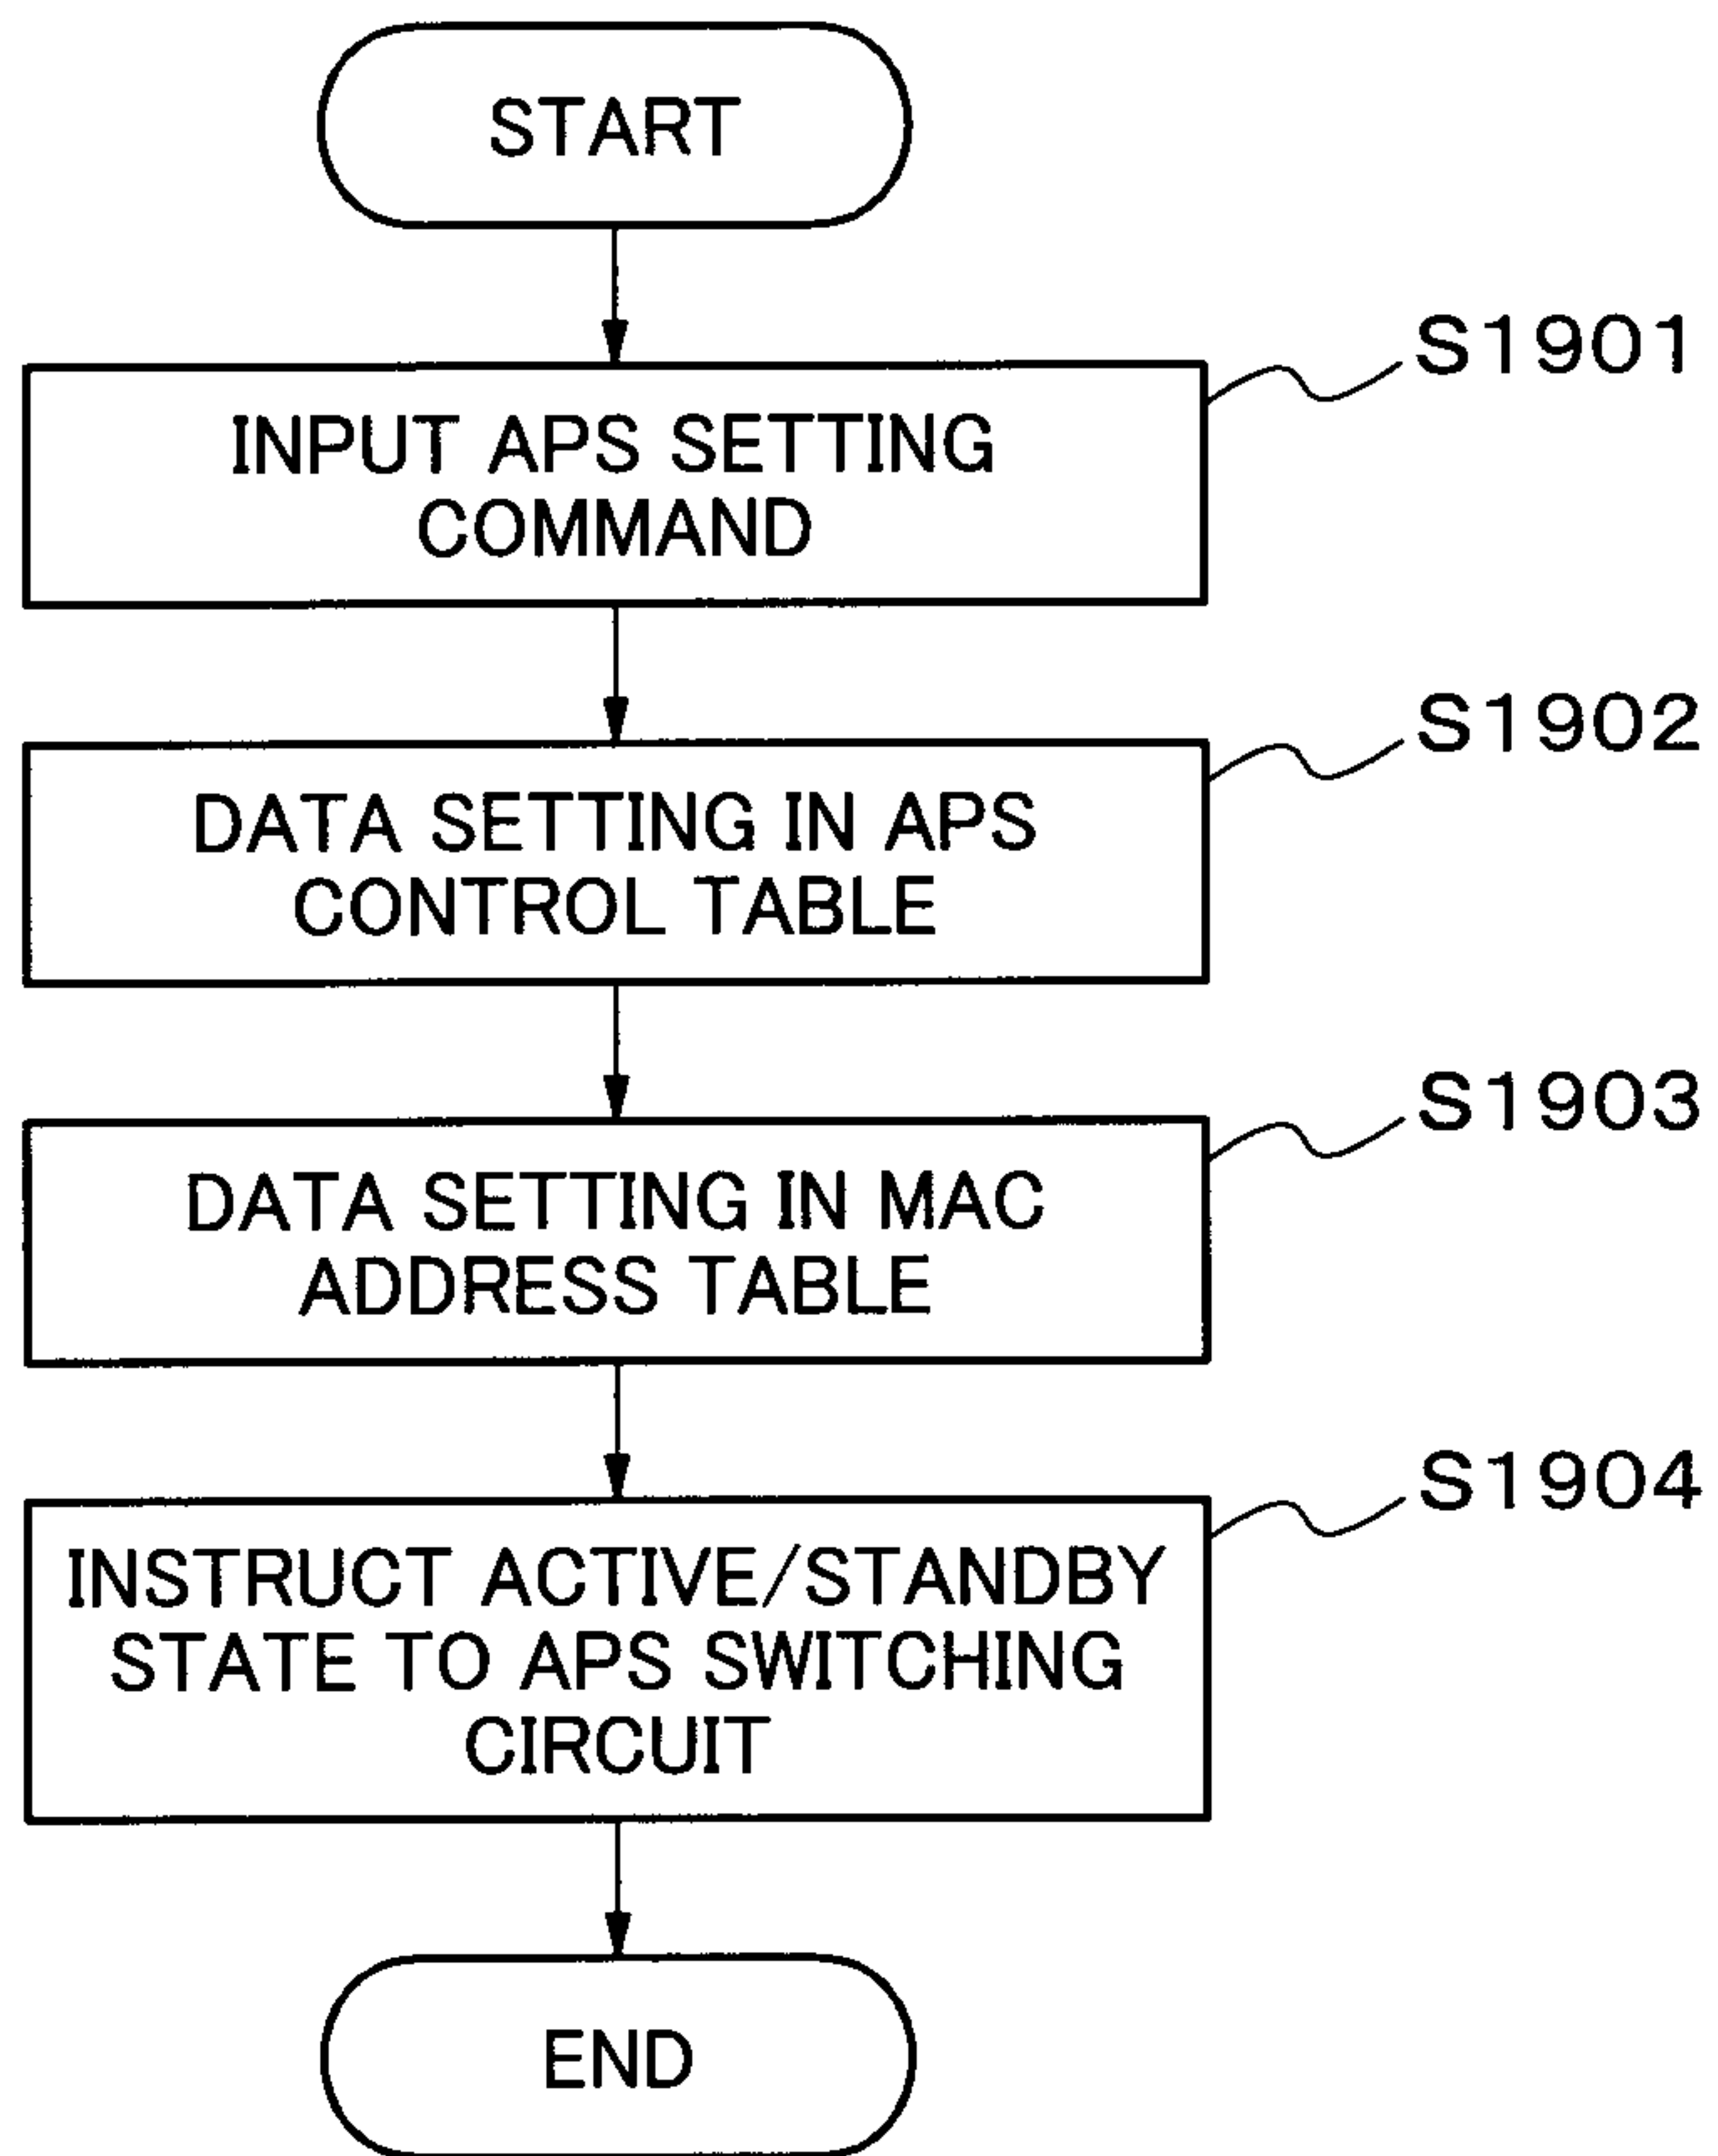 START
S1901
INPUT APS SETTING
COMMAND
S1902
DATA SETTING IN APS
CONTROL TABLE
S1903
DATA SETTING IN MAC
ADDRESS TABLE
S1904
INSTRUCT ACTIVE/STANDBY
STATE TO APS SWITCHING
CIRCUIT
END